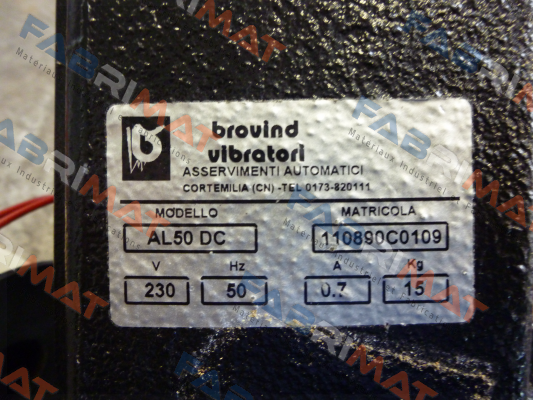 brovind
vibratori
ASSERVIMENTI AUTOMATICI
CORTEMILIA (CN) -TEL 0173-820111
MODELLO MATRICOLA
AL50 DC 110890C0109
V Hz A Kg
230 50 0.7 15
FABRIMAT